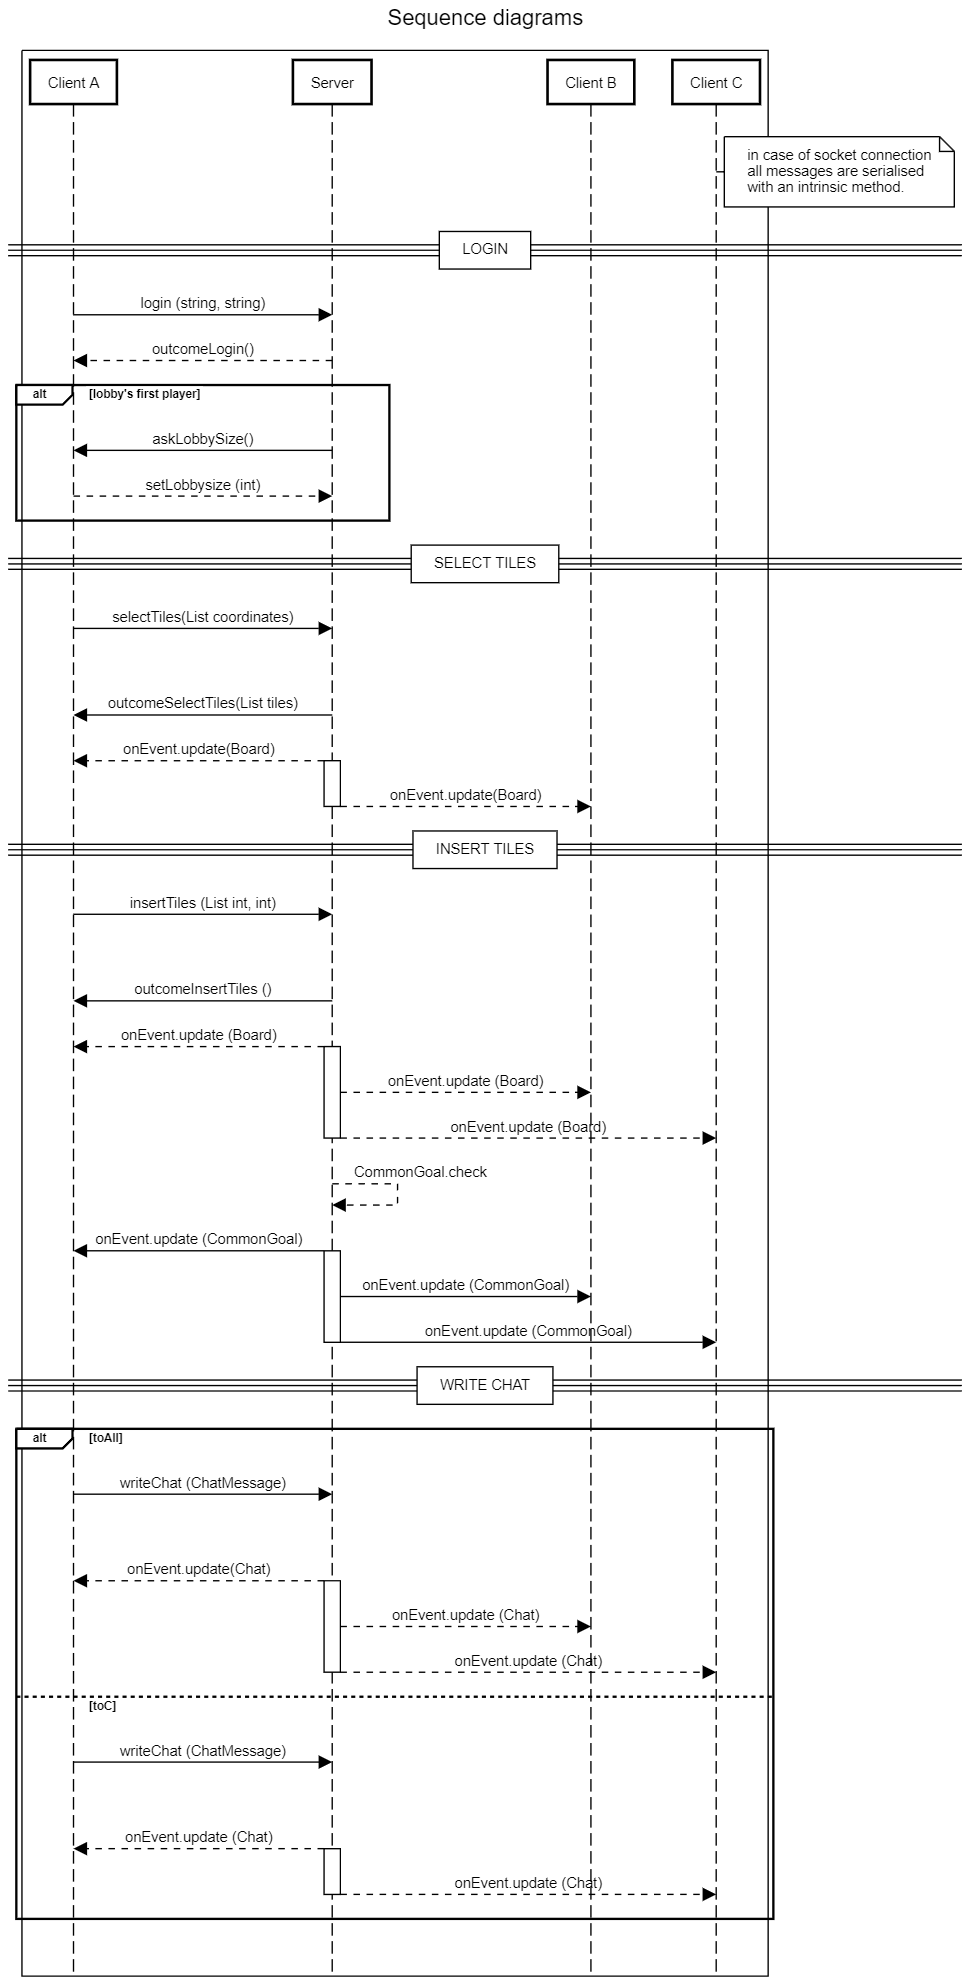 Sequence diagrams
Client A
Server
Client B
Client C
in case of socket connection
all messages are serialised
with an intrinsic method.
LOGIN
login (string, string)
outcomeLogin()
alt
[lobby's first player]
askLobbySize()
setLobbysize (int)
SELECT TILES
selectTiles(List coordinates)
outcomeSelectTiles(List tiles)
onEvent.update(Board)
onEvent.update(Board)
INSERT TILES
insertTiles (List int, int)
outcomeInsertTiles ()
onEvent.update (Board)
onEvent.update (Board)
onEvent.update (Board)
CommonGoal.check
onEvent.update (CommonGoal)
onEvent.update (CommonGoal)
onEvent.update (CommonGoal)
WRITE CHAT
alt
[toAll]
writeChat (ChatMessage)
onEvent.update(Chat)
onEvent.update (Chat)
onEvent.update (Chat)
[toC]
writeChat (ChatMessage)
onEvent.update (Chat)
onEvent.update (Chat)